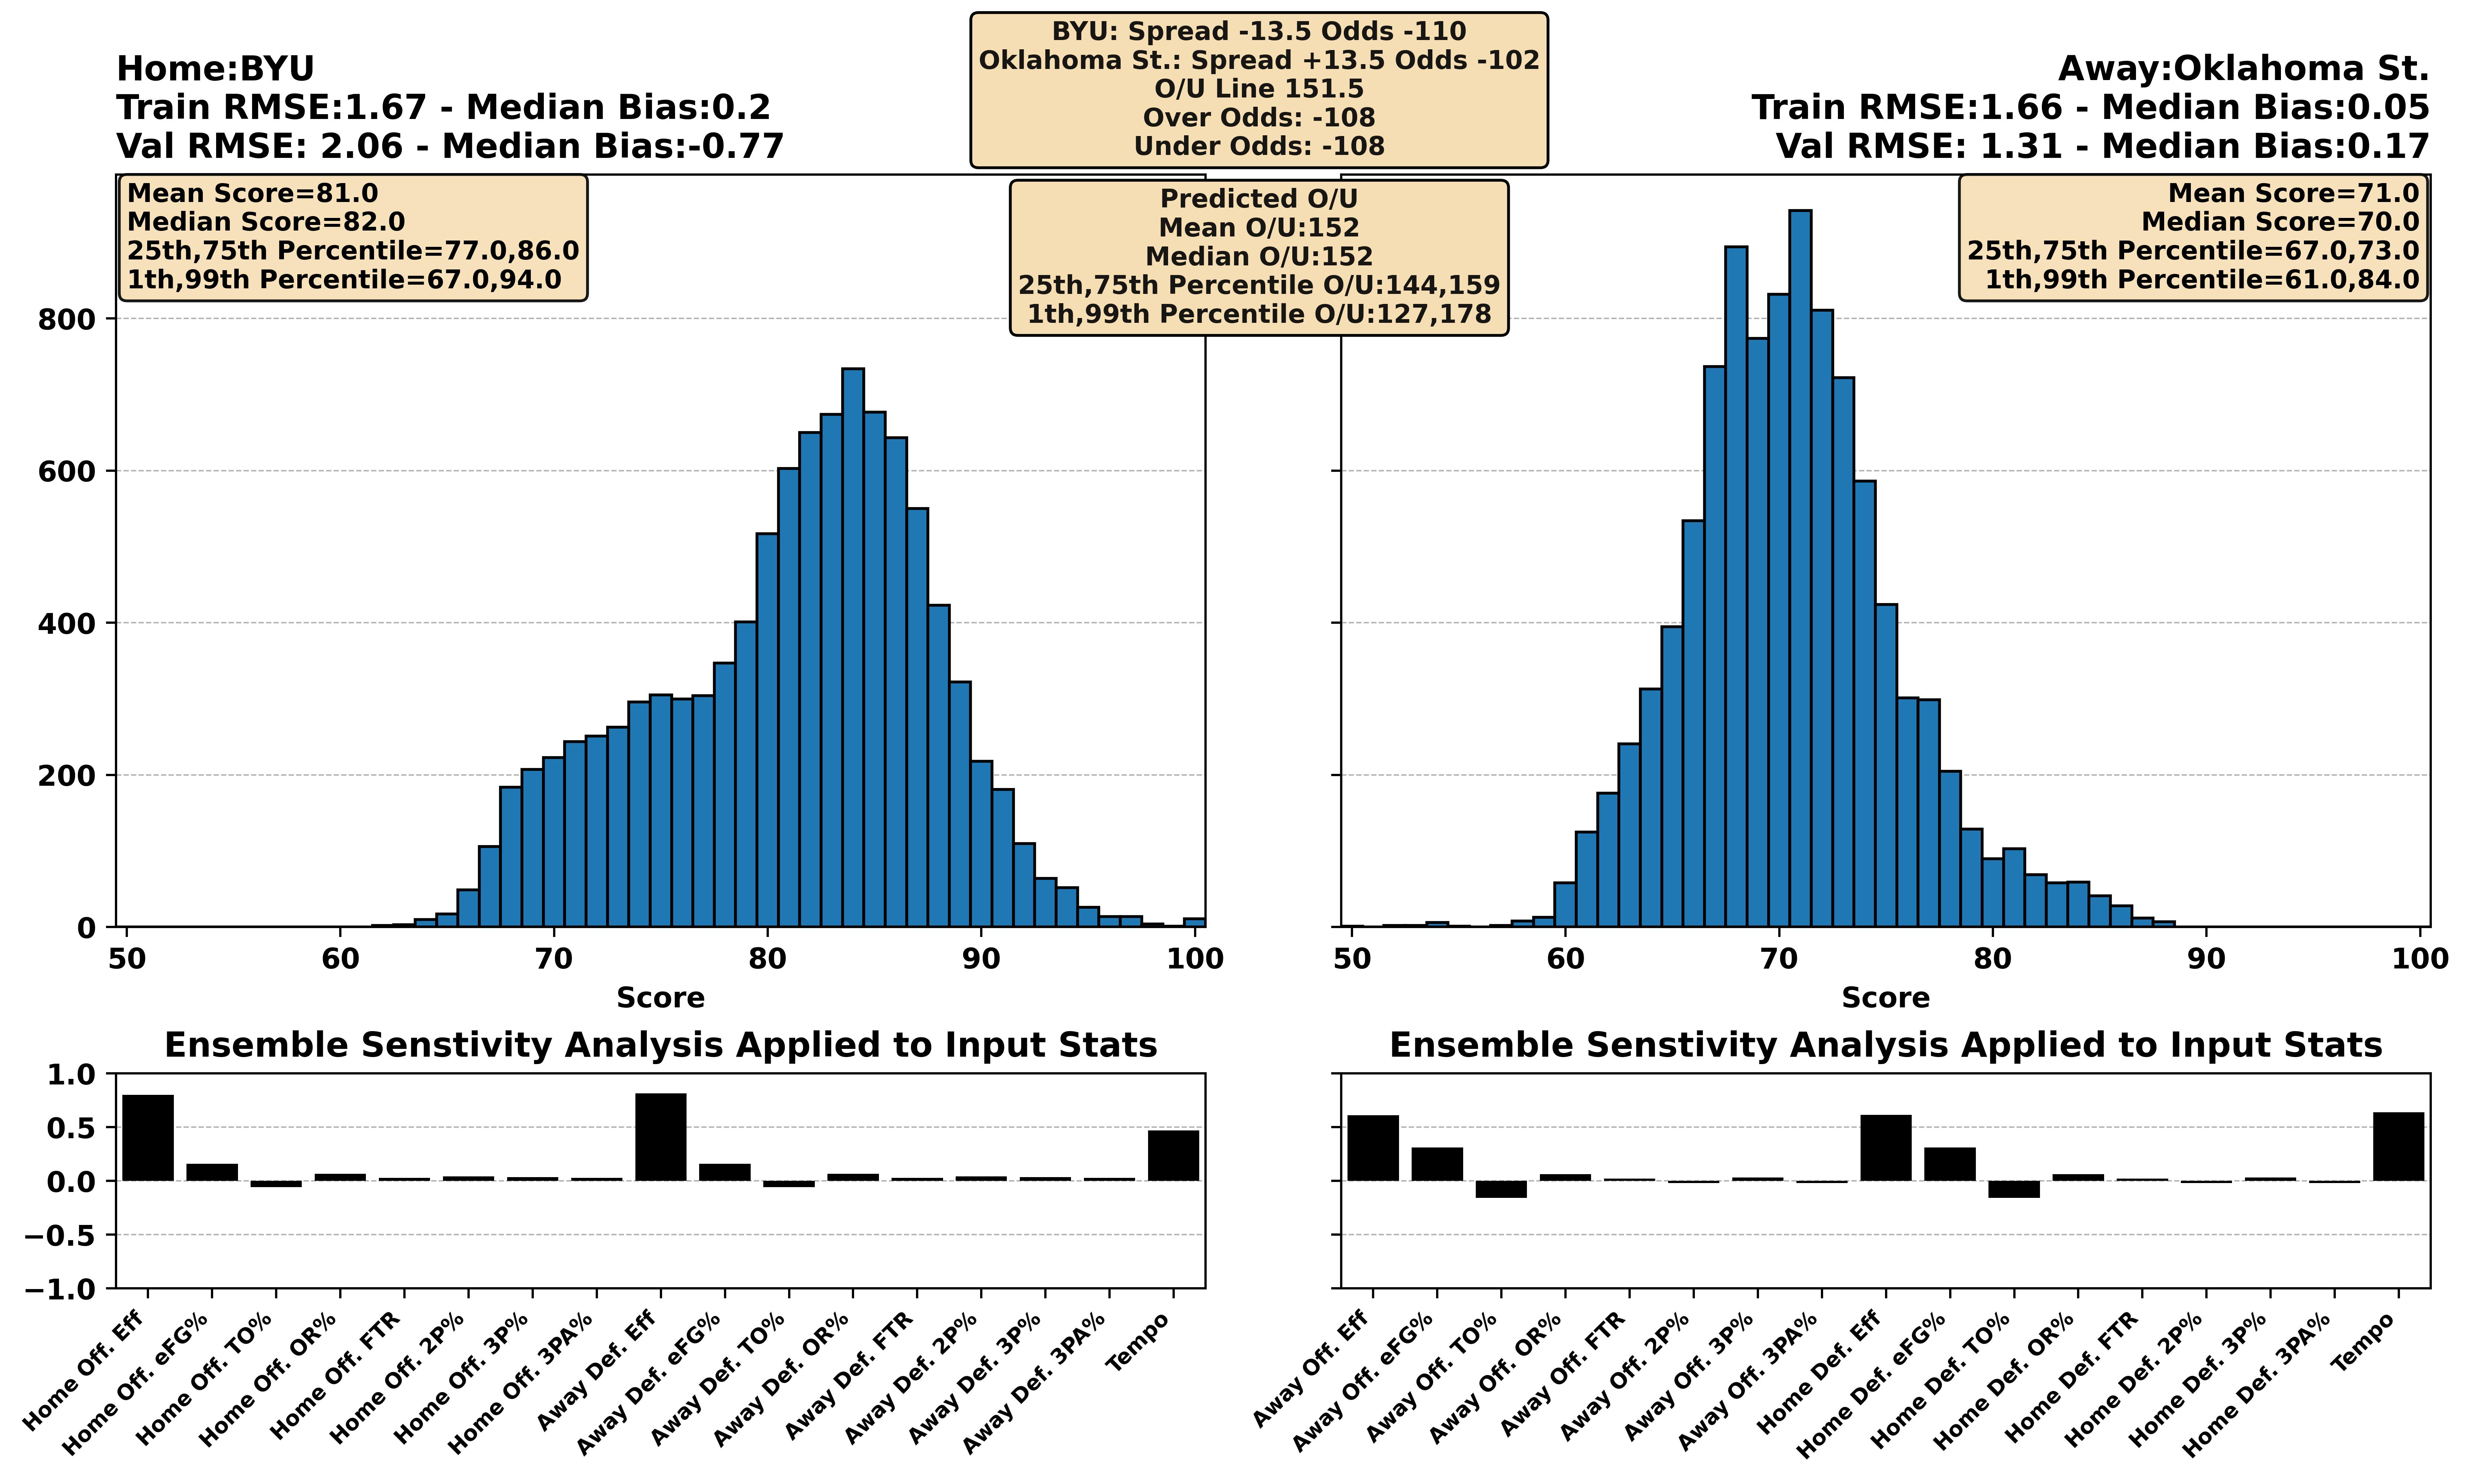 BYU: Spread -13.5 Odds -110
Oklahoma St.: Spread +13.5 Odds -102
O/U Line 151.5
Over Odds: -108
Under Odds: -108
Home:BYU
Train RMSE:1.67 - Median Bias:0.2
Val RMSE: 2.06 - Median Bias:-0.77
Away:Oklahoma St.
Train RMSE:1.66 - Median Bias:0.05
Val RMSE: 1.31 - Median Bias:0.17
Mean Score=81.0
Median Score=82.0
25th,75th Percentile=77.0,86.0
1th,99th Percentile=67.0,94.0
Predicted O/U
Mean O/U:152
Median O/U:152
25th,75th Percentile O/U:144,159
1th,99th Percentile O/U:127,178
Mean Score=71.0
Median Score=70.0
25th,75th Percentile=67.0,73.0
1th,99th Percentile=61.0,84.0
800
600
400
200
0
50 60 70 80 90 100
Score
50 60 70 80 90 100
Score
Ensemble Senstivity Analysis Applied to Input Stats
1.0
0.5
0.0
−0.5
−1.0
Home Off. Eff
Home Off. eFG%
Home Off. TO%
Home Off. OR%
Home Off. FTR
Home Off. 2P%
Home Off. 3P%
Home Off. 3PA%
Away Def. Eff
Away Def. eFG%
Away Def. TO%
Away Def. OR%
Away Def. FTR
Away Def. 2P%
Away Def. 3P%
Away Def. 3PA%
Tempo
Ensemble Senstivity Analysis Applied to Input Stats
Away Off. Eff
Away Off. eFG%
Away Off. TO%
Away Off. OR%
Away Off. FTR
Away Off. 2P%
Away Off. 3P%
Away Off. 3PA%
Home Def. Eff
Home Def. eFG%
Home Def. TO%
Home Def. OR%
Home Def. FTR
Home Def. 2P%
Home Def. 3P%
Home Def. 3PA%
Tempo